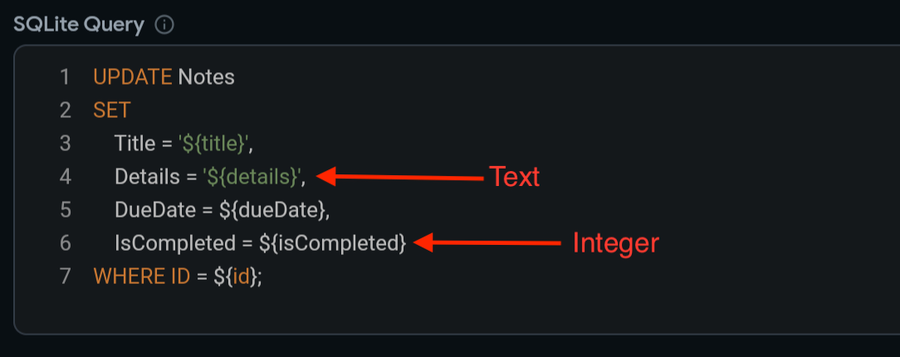 SQLite Query
1 UPDATE Notes
2 SET
3 Title = '${title}',
4 Details = '${details}', Text
5 DueDate = ${dueDate},
6 IsCompleted = ${isCompleted} Integer
7 WHERE ID = ${id};